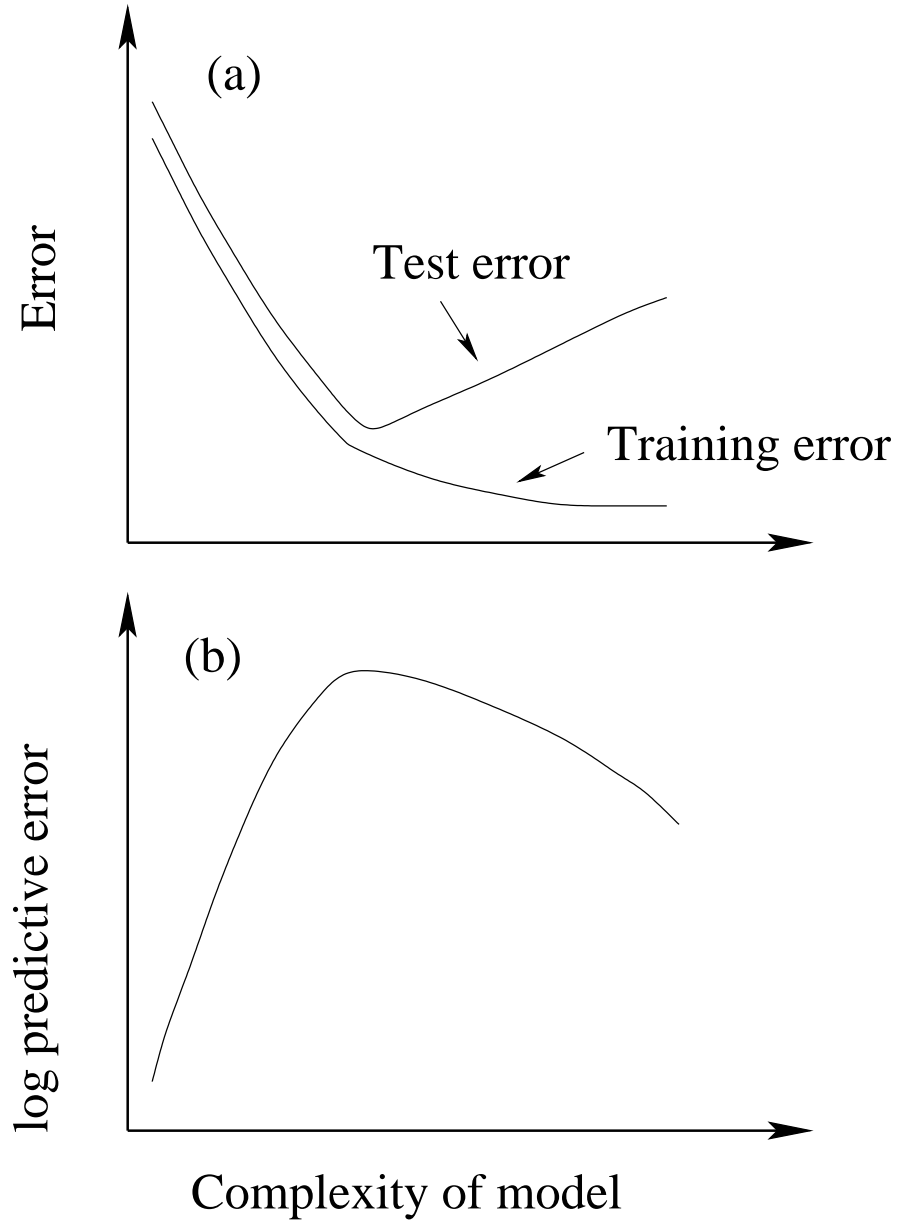 (a)
Error
Test error
Training error
(b)
log predictive error
Complexity of model